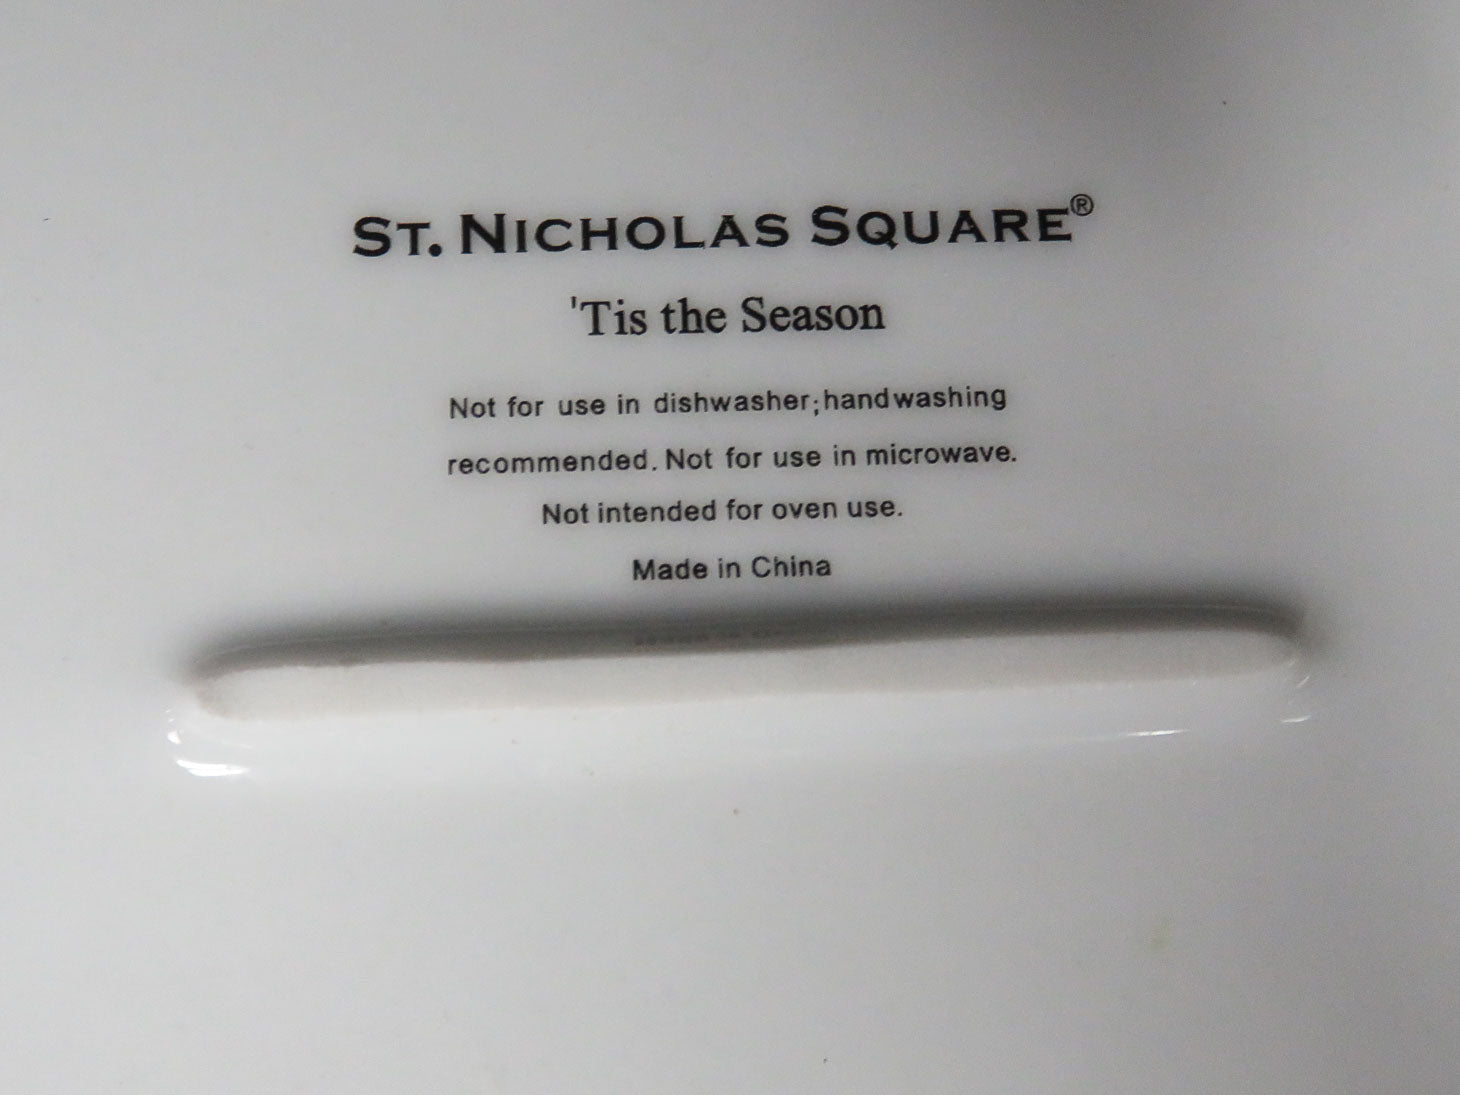 ST. NICHOLAS SQUARE®
'Tis the Season
Not for use in dishwasher;handwashing
recommended. Not for use in microwave.
Not intended for oven use.
Made in China